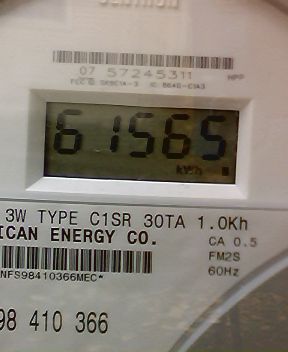 07 57245311 HPP
61565
kWh
3W TYPE C1SR 30TA 1.0Kh
ICAN ENERGY CO. CA 0.5
FM2S
NFS98410366MEC* 60Hz
98 410 366